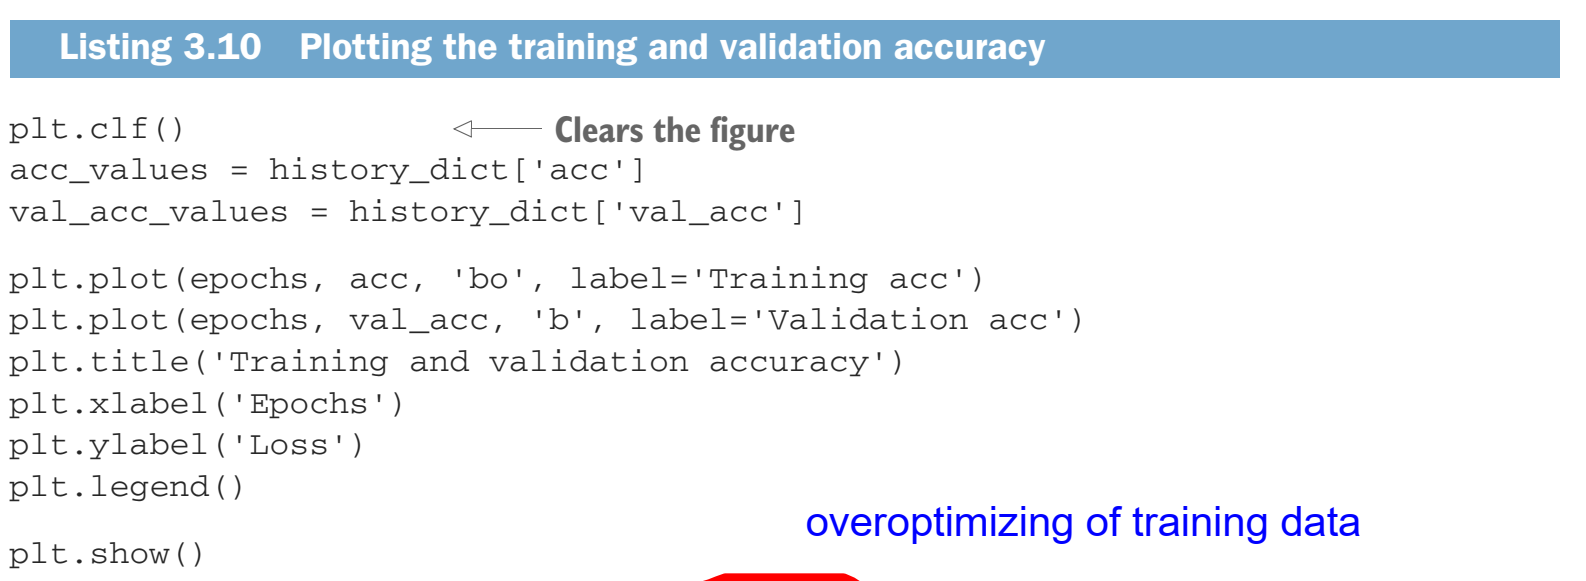 Listing 3.10 Plotting the training and validation accuracy
plt.clf() Clears the figure
acc_values = history_dict['acc']
val_acc_values = history_dict['val_acc']
plt.plot(epochs, acc, 'bo', label='Training acc')
plt.plot(epochs, val_acc, 'b', label='Validation acc')
plt.title('Training and validation accuracy')
plt.xlabel('Epochs')
plt.ylabel('Loss')
plt.legend()
overoptimizing of training data
plt.show()